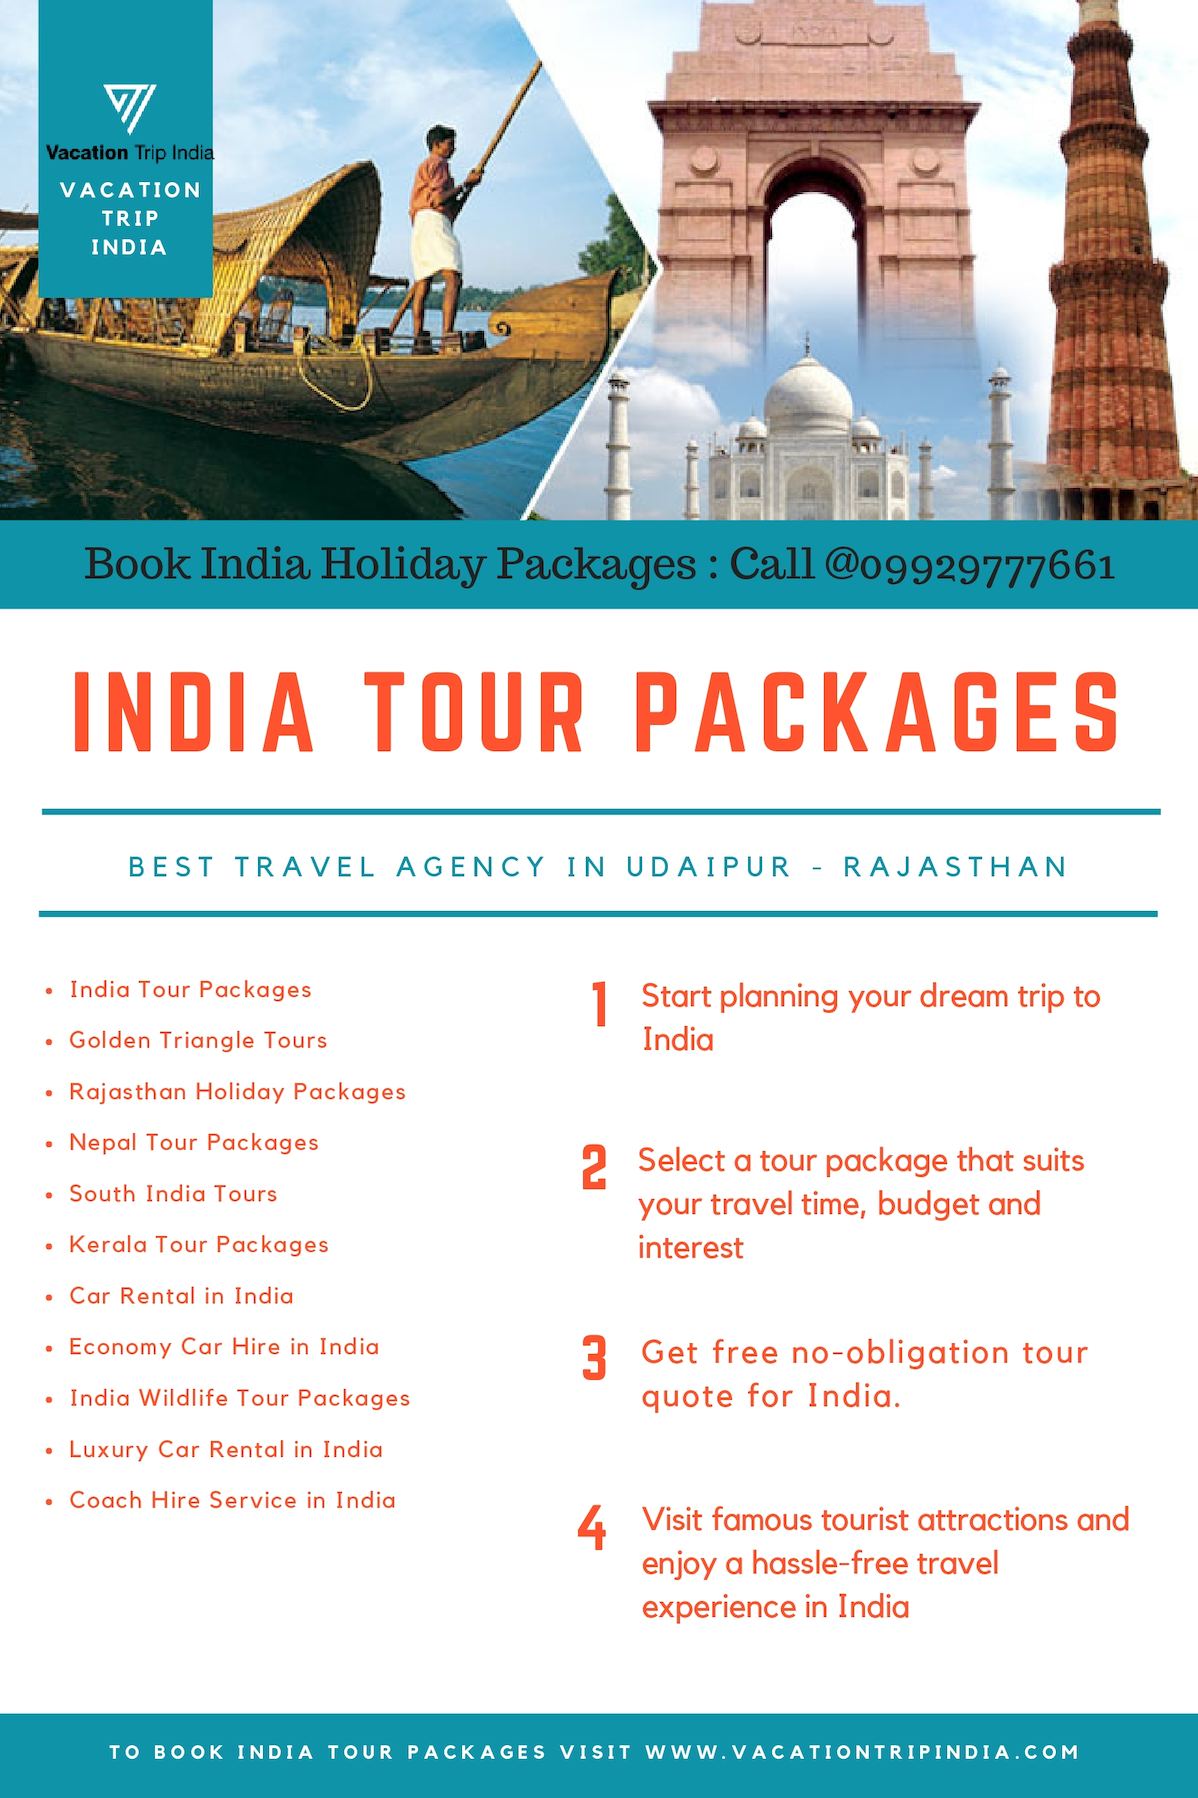 Vacation Trip India
VACATION
TRIP
INDIA
INDIA
Book India Holiday Packages : Call @09929777661
INDIA TOUR PACKAGES
BEST TRAVEL AGENCY IN UDAIPUR - RAJASTHAN
• India Tour Packages
• Golden Triangle Tours
• Rajasthan Holiday Packages
• Nepal Tour Packages
• South India Tours
• Kerala Tour Packages
• Car Rental in India
• Economy Car Hire in India
• India Wildlife Tour Packages
• Luxury Car Rental in India
• Coach Hire Service in India
1 Start planning your dream trip to
India
2 Select a tour package that suits
your travel time, budget and
interest
3 Get free no-obligation tour
quote for India.
4 Visit famous tourist attractions and
enjoy a hassle-free travel
experience in India
TO BOOK INDIA TOUR PACKAGES VISIT WWW.VACATIONTRIPINDIA.COM